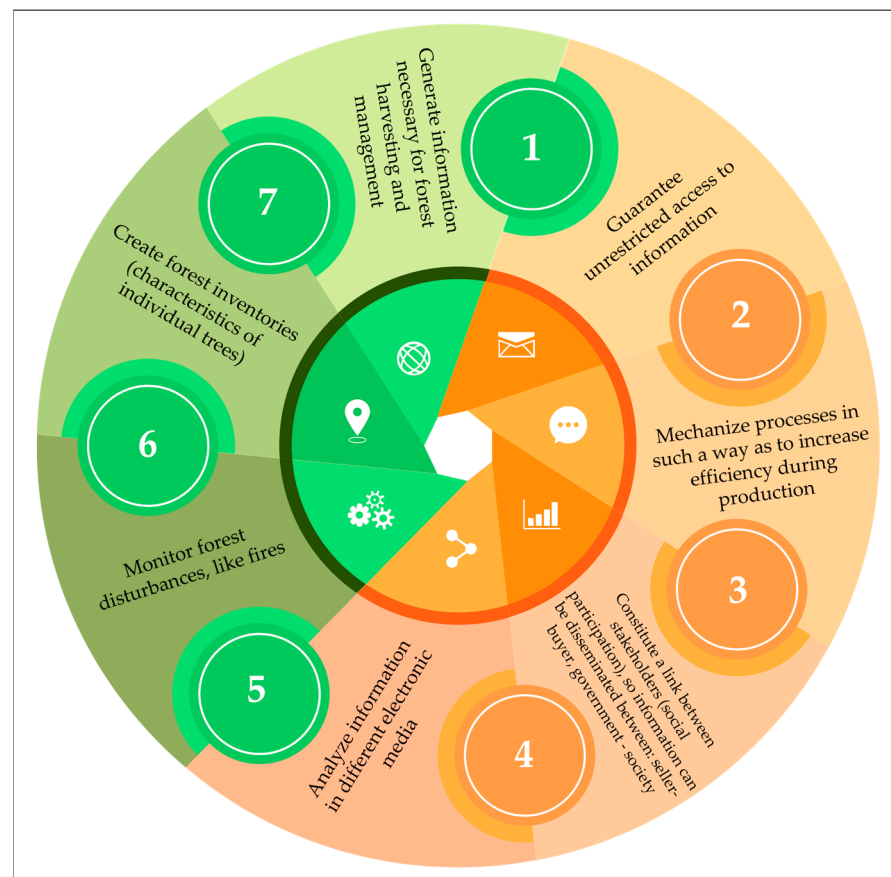 1
Generate information
necessary for forest
harvesting and
management
2
Guarantee
unrestricted access to
information
3
Mechanize processes in
such a way as to increase
efficiency during
production
4
Constitute a link between
stakeholders (social
participation), so information can
be disseminated between: seller-
buyer, government - society
5
Analyze information
in different electronic
media
6
Monitor forest
disturbances, like fires
7
Create forest inventories
(characteristics of
individual trees)